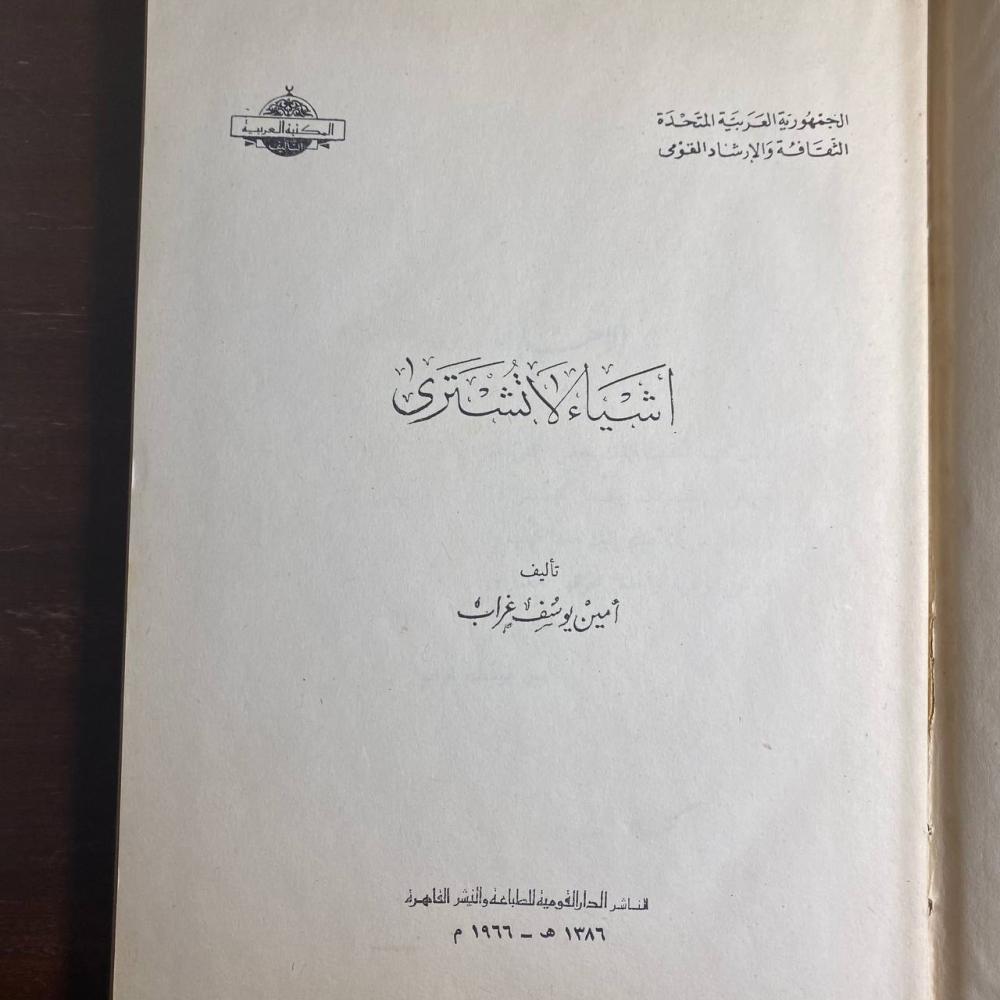 الجمهورية العربية المتحدة
الثقافة والإرشاد القومى
المكتبة العربية
التأليف
أشياء لا تُشترى
تأليف
أمين يوسف غراب
الناشر الدار القومية للطباعة والنشر القاهرة
١٣٨٦ هـ – ١٩٦٦ م